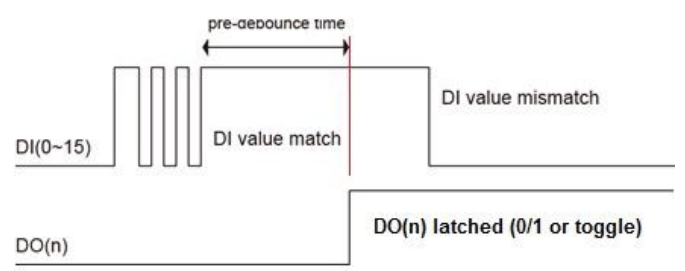 pre-debounce time
DI value mismatch
DI value match
DI(0~15)
DO(n) latched (0/1 or toggle)
DO(n)